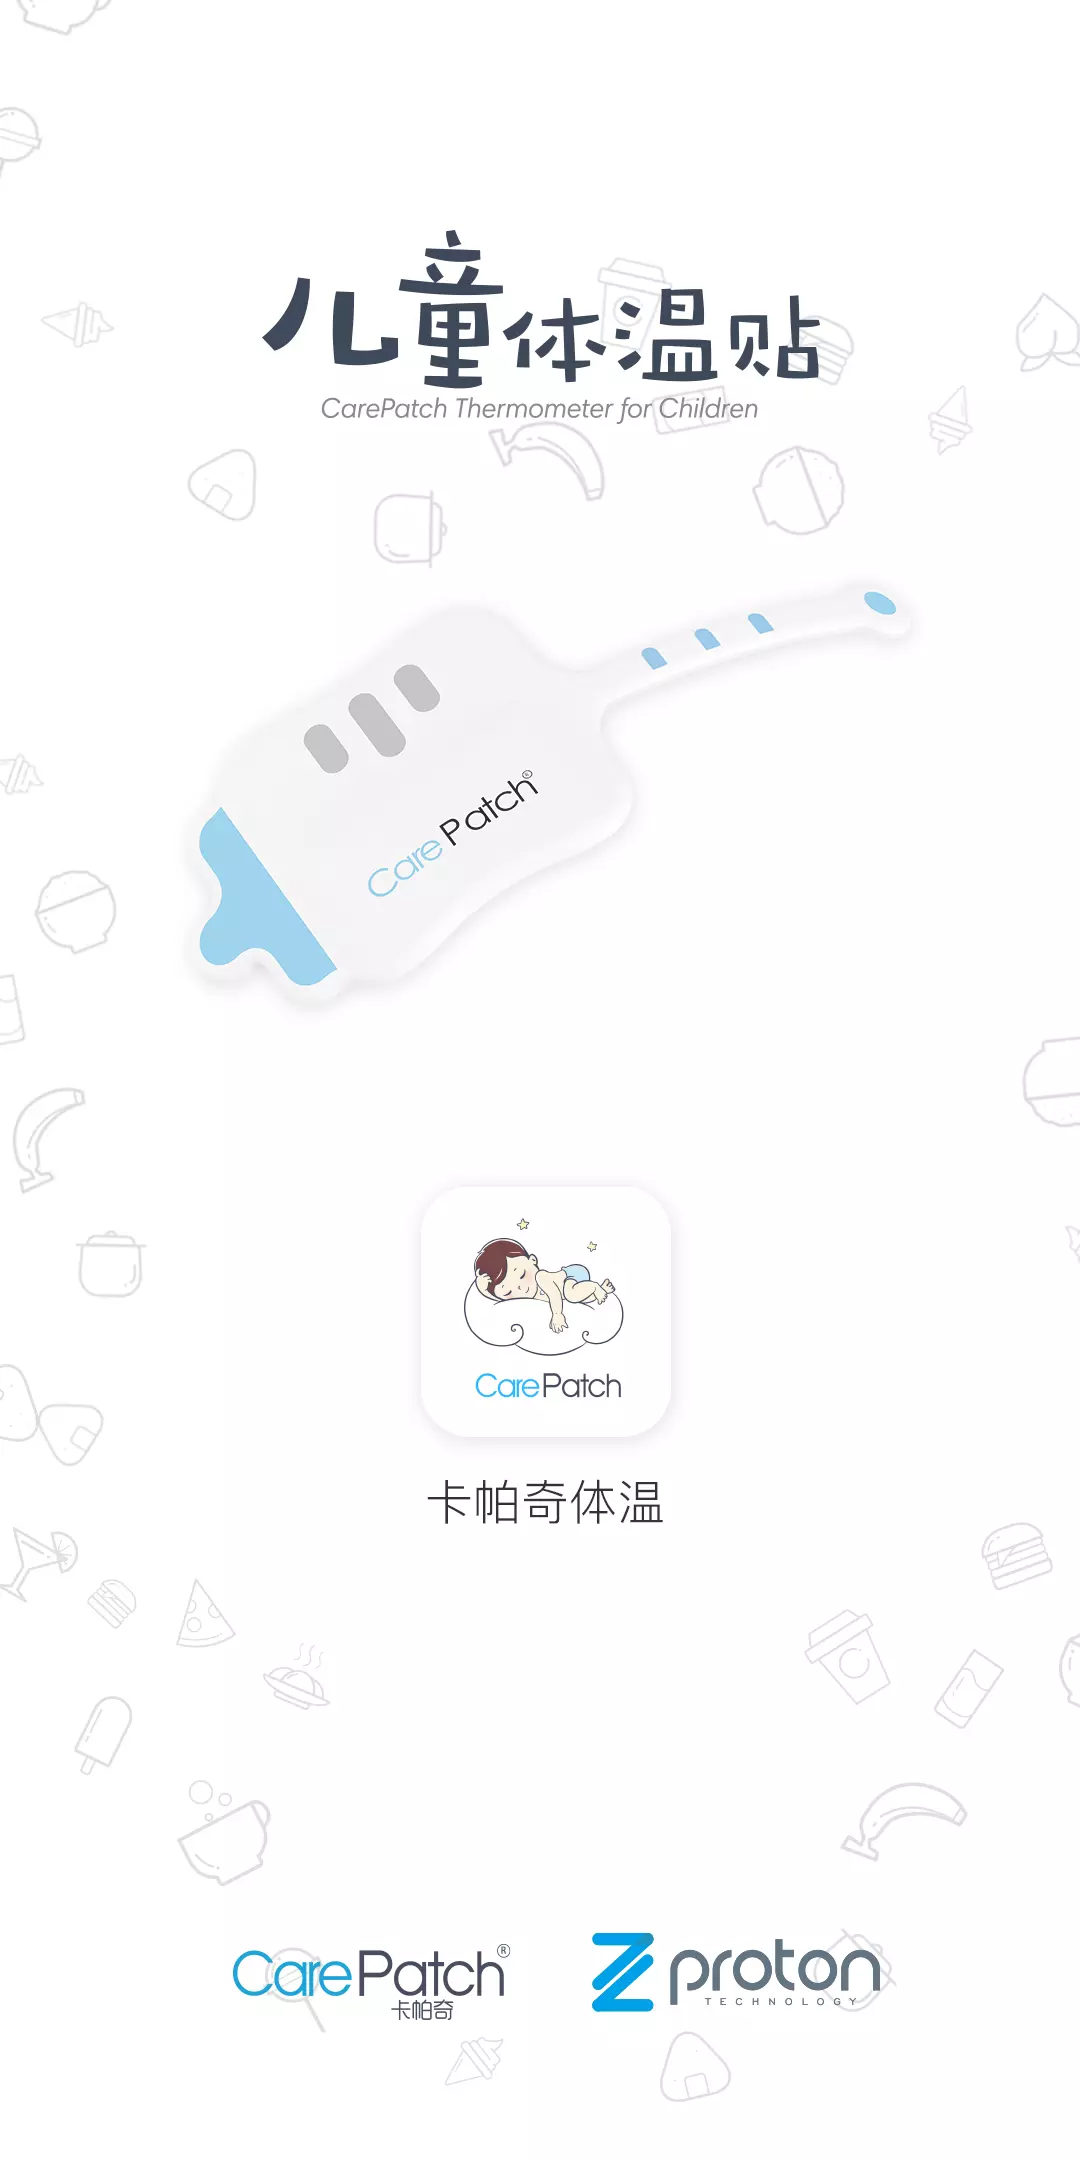 儿童体温贴
CarePatch Thermometer for Children
CarePatch®
CarePatch
卡帕奇体温
CarePatch®
卡帕奇
proton
TECHNOLOGY